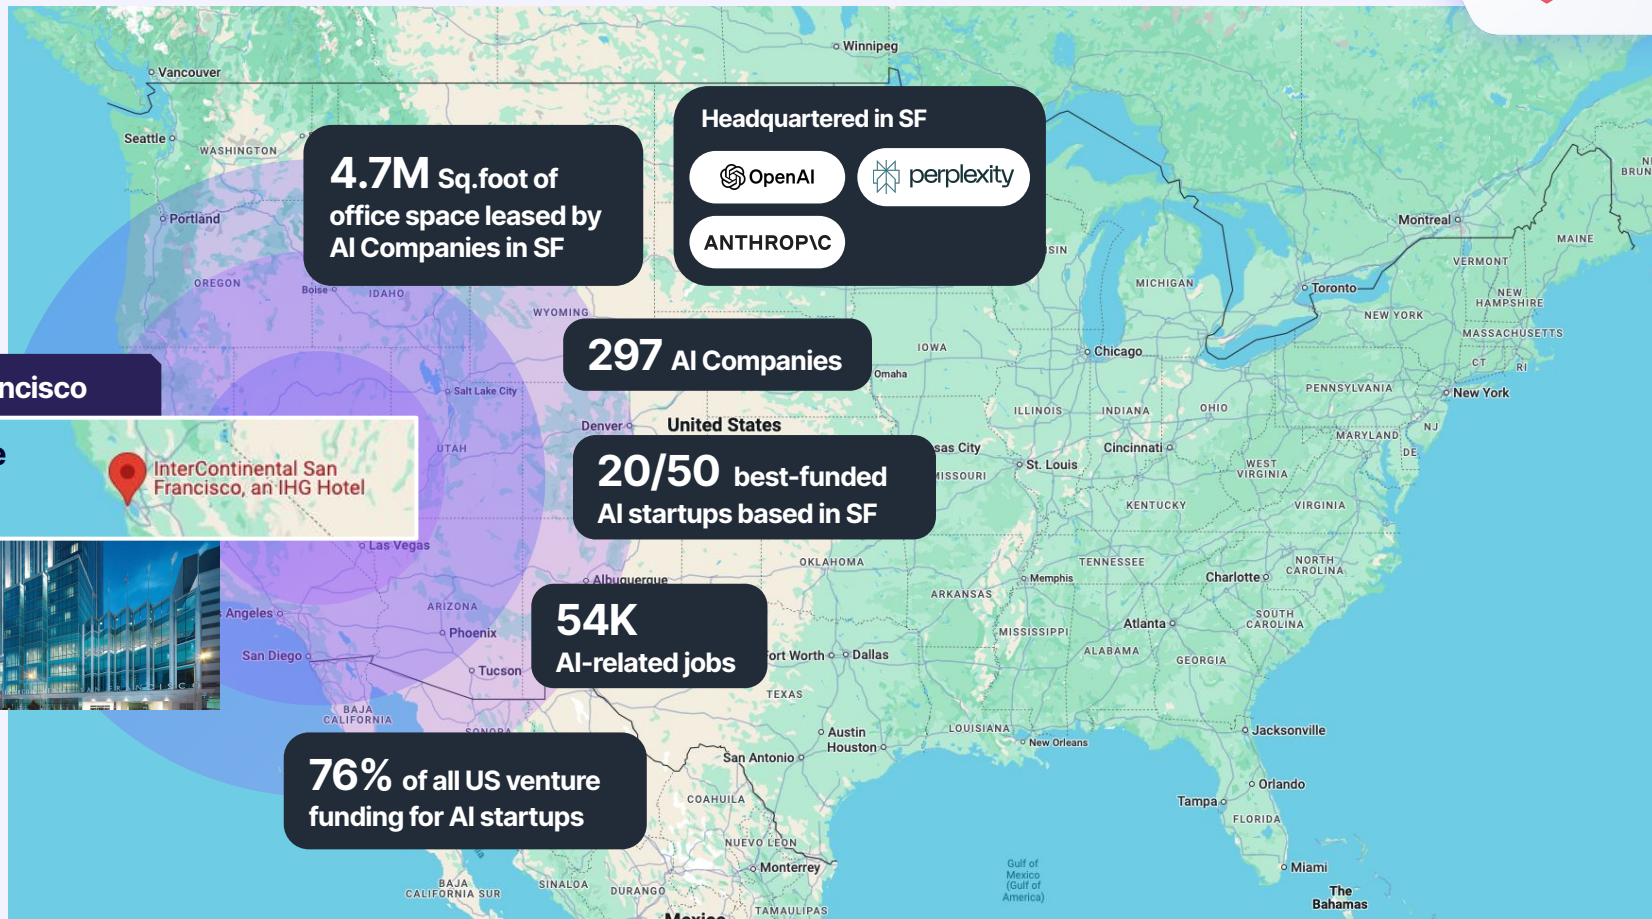 Winnipeg
Vancouver
Seattle
WASHINGTON
Portland
OREGON
Boise
IDAHO
WYOMING
4.7M Sq.foot of
office space leased by
AI Companies in SF
Headquartered in SF
OpenAI
perplexity
ANTHROP\C
SIN
MICHIGAN
Toronto
Montreal
MAINE
VERMONT
NEW
HAMPSHIRE
NEW YORK
MASSACHUSETTS
CT
RI
NE
BRUN
297 AI Companies
IOWA
Omaha
Chicago
PENNSYLVANIA
New York
ncisco
Salt Lake City
Denver
United States
ILLINOIS
INDIANA
OHIO
NJ
MARYLAND
DE
e
InterContinental San
Francisco, an IHG Hotel
UTAH
20/50 best-funded
AI startups based in SF
sas City
ISSOURI
St. Louis
Cincinnati
WEST
VIRGINIA
KENTUCKY
VIRGINIA
Las Vegas
Albuquerque
OKLAHOMA
TENNESSEE
NORTH
CAROLINA
Memphis
Charlotte
ARKANSAS
Angeles
ARIZONA
Phoenix
San Diego
Tucson
54K
AI-related jobs
ort Worth
Dallas
MISSISSIPPI
Atlanta
SOUTH
CAROLINA
ALABAMA
GEORGIA
TEXAS
BAJA
CALIFORNIA
SONORA
Austin
Houston
San Antonio
LOUISIANA
New Orleans
Jacksonville
76% of all US venture
funding for AI startups
COAHUILA
NUEVO LEON
Monterrey
Orlando
Tampa
FLORIDA
Miami
Gulf of
Mexico
(Gulf of
America)
The
Bahamas
BAJA
CALIFORNIA SUR
SINALOA
DURANGO
TAMAULIPAS
Mexico